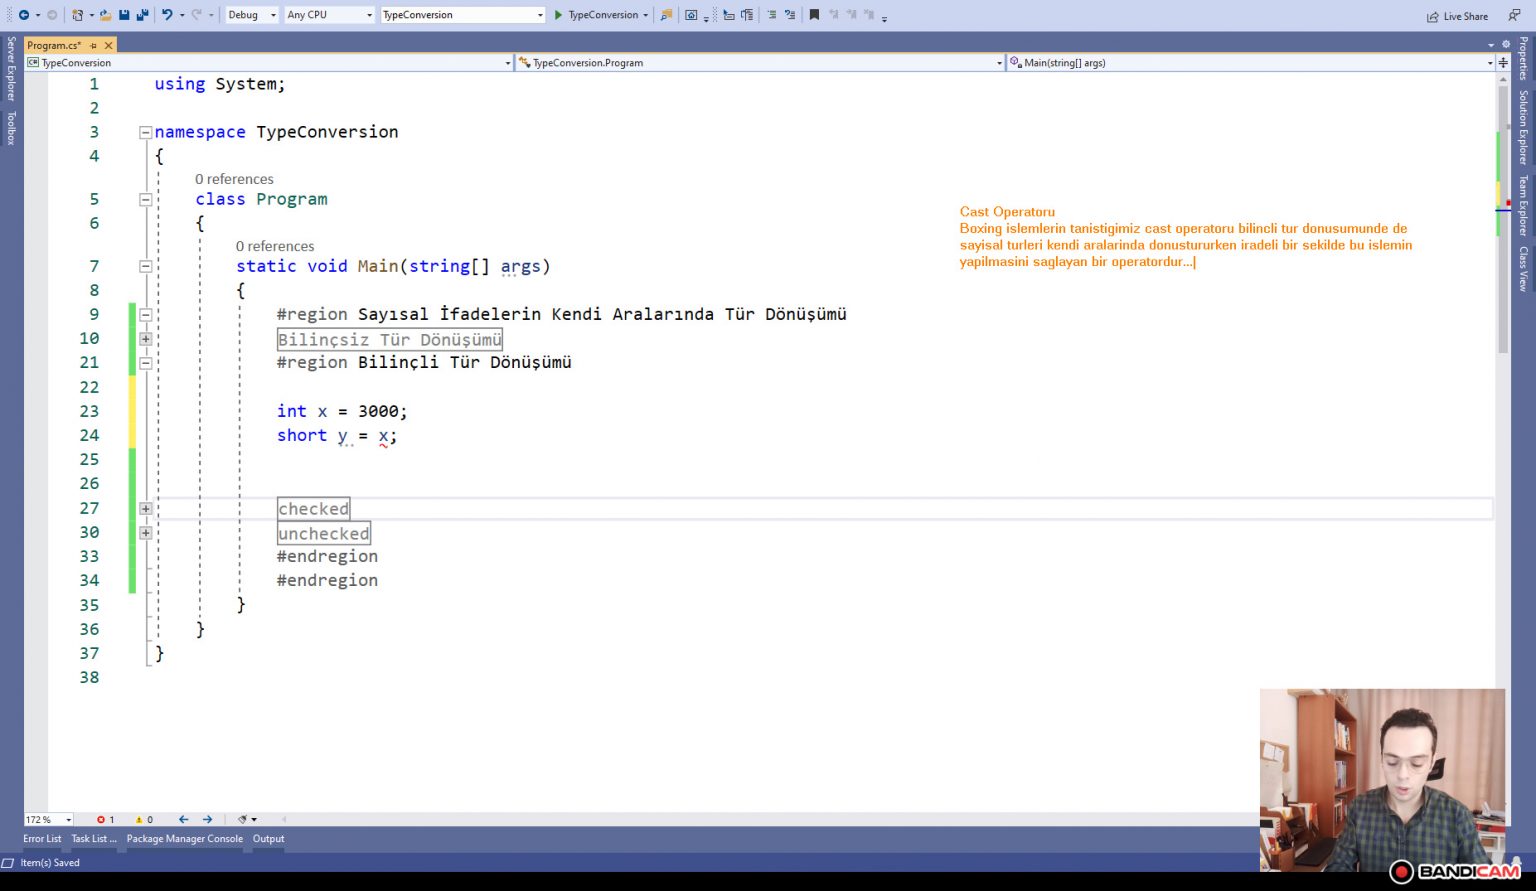 Debug
Any CPU
TypeConversion
TypeConversion
Live Share
Program.cs*
TypeConversion
TypeConversion.Program
Main(string[] args)
Server Explorer
Toolbox
Properties
Solution Explorer
Team Explorer
Class View
1 using System;
2
3 namespace TypeConversion
4 {
0 references
5 class Program
6 {
0 references
7 static void Main(string[] args)
8 {
9 #region Sayısal İfadelerin Kendi Aralarında Tür Dönüşümü
10 Bilinçsiz Tür Dönüşümü
21 #region Bilinçli Tür Dönüşümü
22
23 int x = 3000;
24 short y = x;
25
26
27 checked
30 unchecked
33 #endregion
34 #endregion
35 }
36 }
37 }
38
Cast Operatoru
Boxing islemlerin tanistigimiz cast operatoru bilincli tur donusumunde de
sayisal turleri kendi aralarinda donustururken iradeli bir sekilde bu islemin
yapilmasini saglayan bir operatordur...
172 %
1
0
Error List
Task List ...
Package Manager Console
Output
Item(s) Saved
BANDICAM